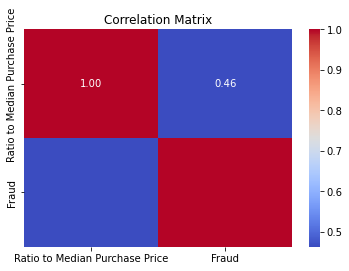 Correlation Matrix
Ratio to Median Purchase Price
Fraud
1.00
0.46
Ratio to Median Purchase Price
Fraud
1.0
0.9
0.8
0.7
0.6
0.5